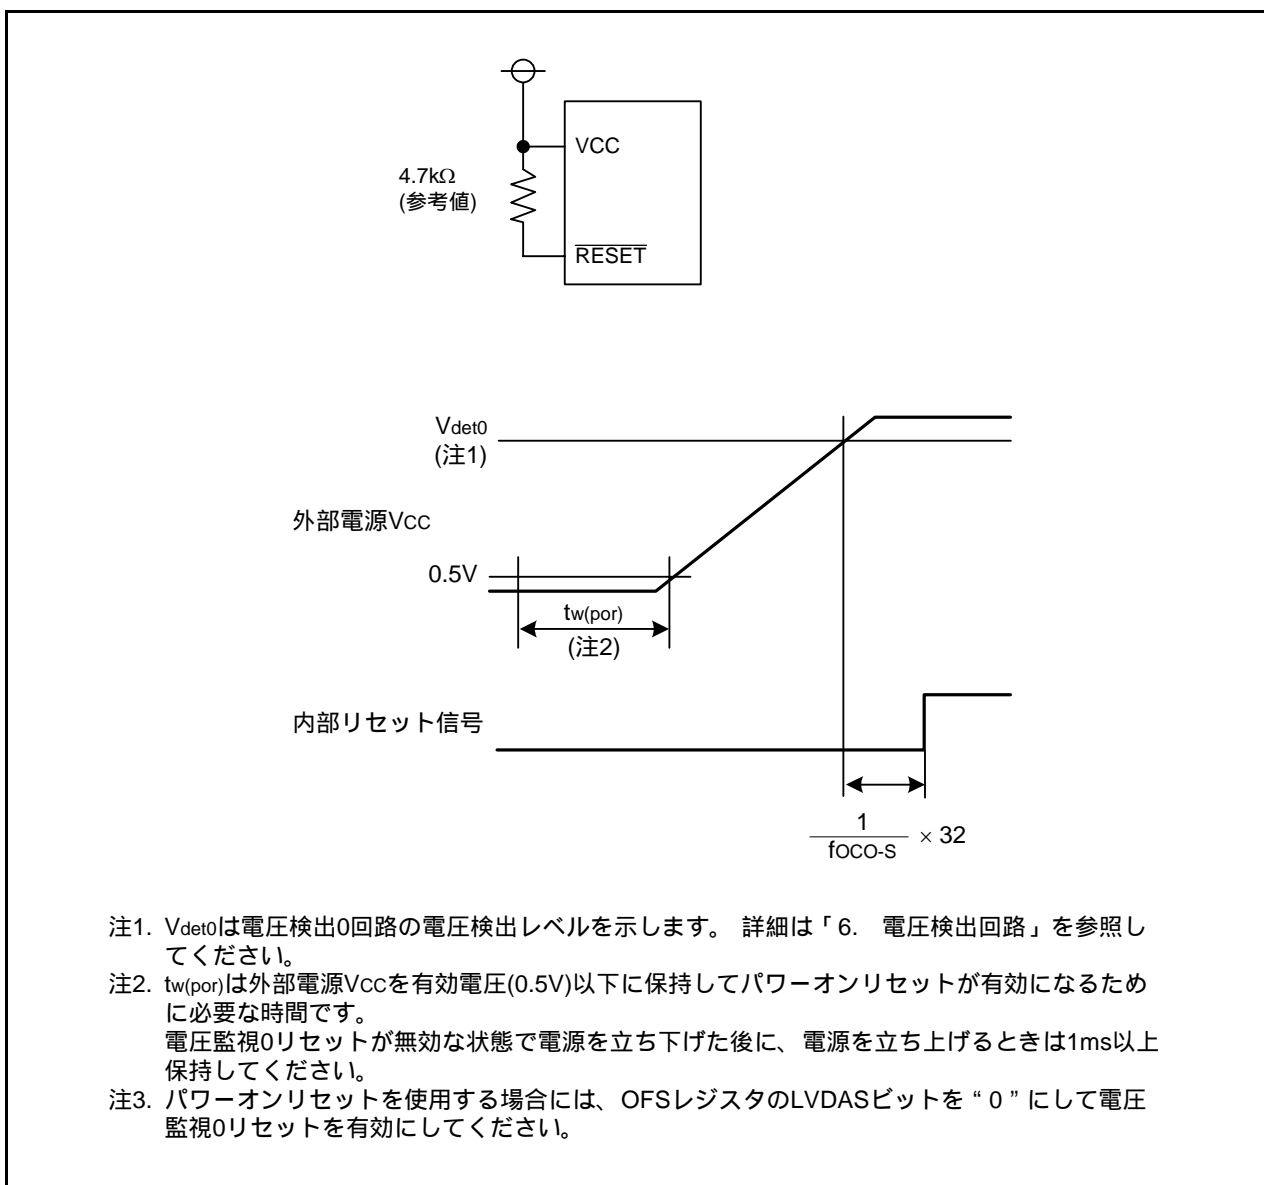 VCC
4.7kΩ
(参考値)
RESET
Vdet0
(注1)
外部電源VCC
0.5V
tw(por)
(注2)
内部リセット信号
1
fOCO-S
× 32
注1. Vdet0は電圧検出0回路の電圧検出レベルを示します。 詳細は「6. 電圧検出回路」を参照し
てください。
注2. tw(por)は外部電源VCCを有効電圧(0.5V)以下に保持してパワーオンリセットが有効になるため
に必要な時間です。
電圧監視0リセットが無効な状態で電源を立ち下げた後に、電源を立ち上げるときは1ms以上
保持してください。
注3. パワーオンリセットを使用する場合には、OFSレジスタのLVDASビットを“0”にして電圧
監視0リセットを有効にしてください。